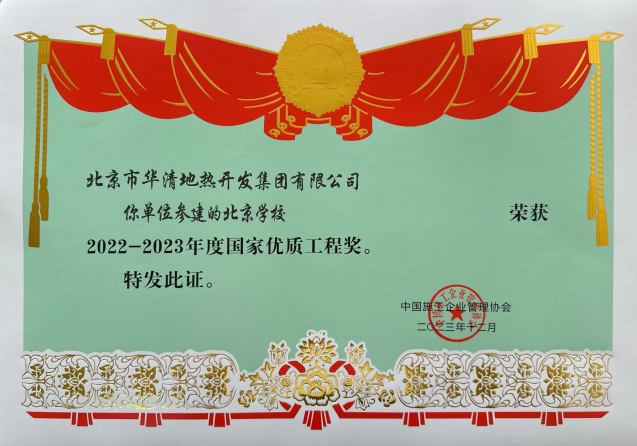 北京市华清地热开发集团有限公司
你单位参建的北京学校 荣获
2022-2023年度国家优质工程奖。
特发此证。
中国施工企业管理协会
二〇二三年十二月